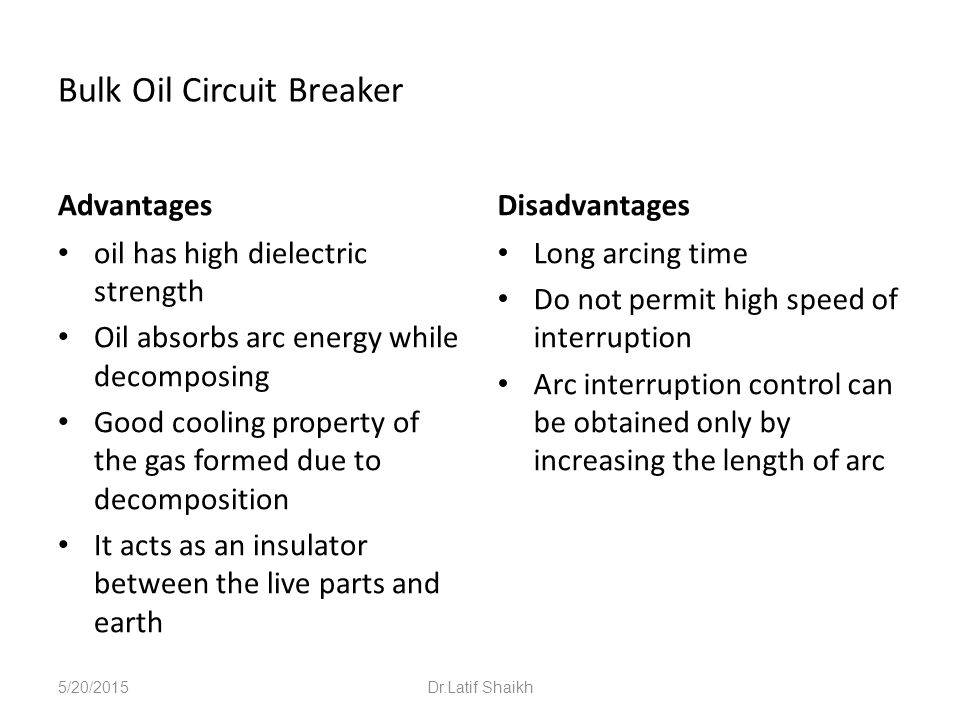 Bulk Oil Circuit Breaker
Advantages
• oil has high dielectric
strength
• Oil absorbs arc energy while
decomposing
• Good cooling property of
the gas formed due to
decomposition
• It acts as an insulator
between the live parts and
earth
Disadvantages
• Long arcing time
• Do not permit high speed of
interruption
• Arc interruption control can
be obtained only by
increasing the length of arc
5/20/2015
Dr.Latif Shaikh